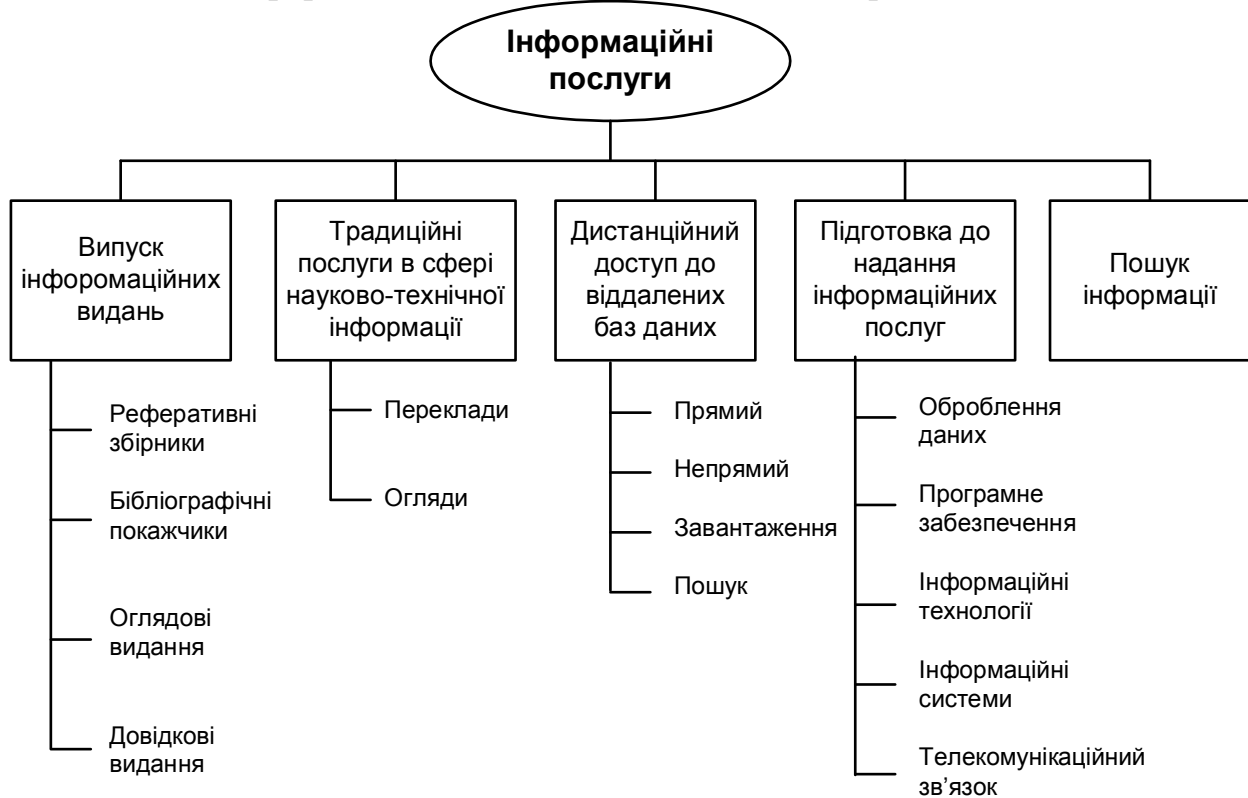 Інформаційні
послуги
Випуск
інфоромаційних
видань
Традиційні
послуги в сфері
науково-технічної
інформації
Дистанційний
доступ до
віддалених
баз даних
Підготовка до
надання
інформаційних
послуг
Пошук
інформації
Реферативні
збірники
Бібліографічні
покажчики
Оглядові
видання
Довідкові
видання
Переклади
Огляди
Прямий
Непрямий
Завантаження
Пошук
Оброблення
даних
Програмне
забезпечення
Інформаційні
технології
Інформаційні
системи
Телекомунікаційний
зв’язок